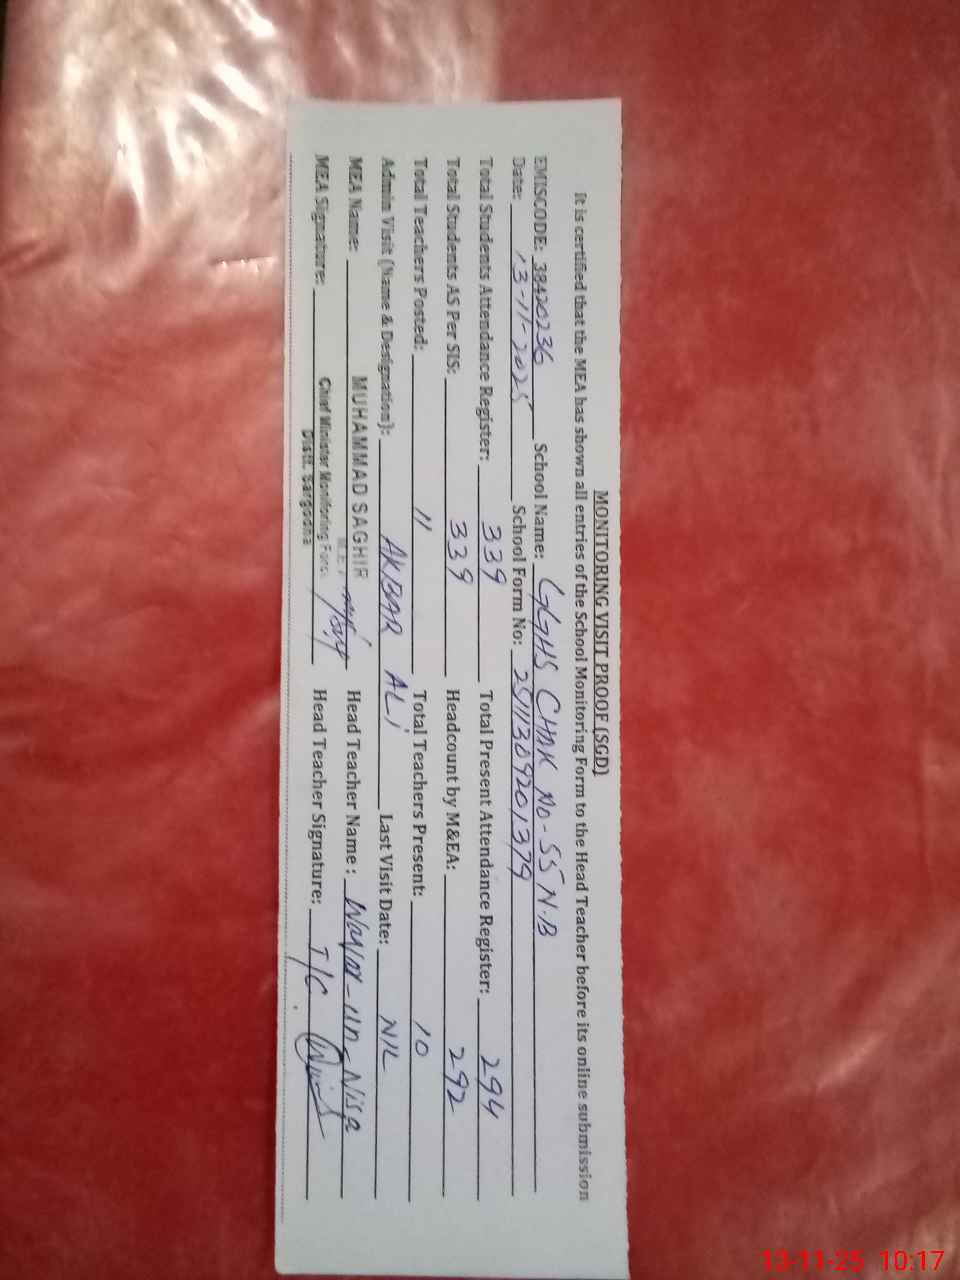 MONITORING VISIT PROOF (SGD)
It is certified that the MEA has shown all entries of the School Monitoring Form to the Head Teacher before its online submission
EMISCODE: 38420236 School Name: GGHS CHAK NO-55 N.B
Date: 13-11-2025 School Form No: 2511309201379
Total Students Attendance Register: 339 Total Present Attendance Register: 294
Total Students AS Per SIS: 339 Headcount by M&EA: 292
Total Teachers Posted: 11 Total Teachers Present: 10
Admin Visit (Name & Designation): AKBAR ALi Last Visit Date: NIL
MEA Name: MUHAMMAD SAGHIR Head Teacher Name: -un-Nisa
MEA Signature: Chief Minister Monitoring Force Head Teacher Signature: I/C
Distt. Sargodha
13-11-25 10:17